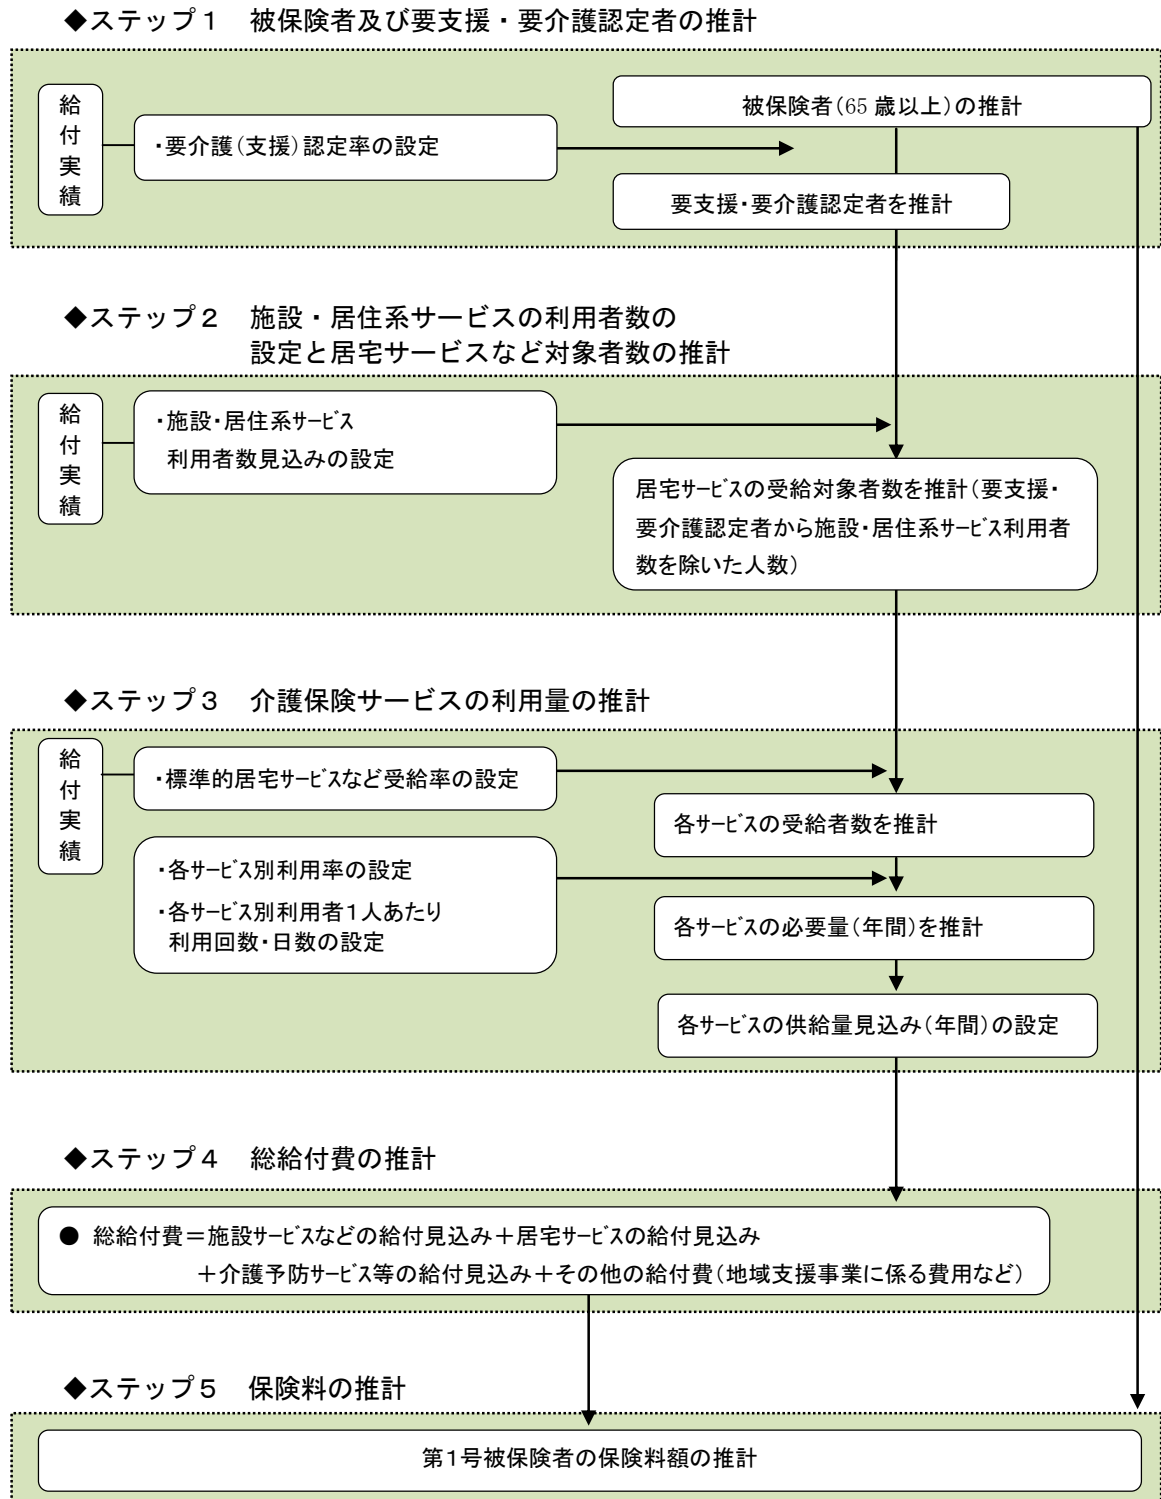 ◆ステップ１　被保険者及び要支援・要介護認定者の推計
給付実績
・要介護（支援）認定率の設定
被保険者（65 歳以上）の推計
要支援・要介護認定者を推計
◆ステップ２　施設・居住系サービスの利用者数の
設定と居宅サービスなど対象者数の推計
給付実績
・施設・居住系ｻｰﾋﾞｽ
利用者数見込みの設定
居宅ｻｰﾋﾞｽの受給対象者数を推計（要支援・
要介護認定者から施設・居住系ｻｰﾋﾞｽ利用者
数を除いた人数）
◆ステップ３　介護保険サービスの利用量の推計
給付実績
・標準的居宅ｻｰﾋﾞｽなど受給率の設定
各ｻｰﾋﾞｽの受給者数を推計
・各ｻｰﾋﾞｽ別利用率の設定
・各ｻｰﾋﾞｽ別利用者１人あたり
利用回数・日数の設定
各ｻｰﾋﾞｽの必要量（年間）を推計
各ｻｰﾋﾞｽの供給量見込み（年間）の設定
◆ステップ４　総給付費の推計
● 総給付費＝施設ｻｰﾋﾞｽなどの給付見込み＋居宅ｻｰﾋﾞｽの給付見込み
＋介護予防ｻｰﾋﾞｽ等の給付見込み＋その他の給付費（地域支援事業に係る費用など）
◆ステップ５　保険料の推計
第１号被保険者の保険料額の推計